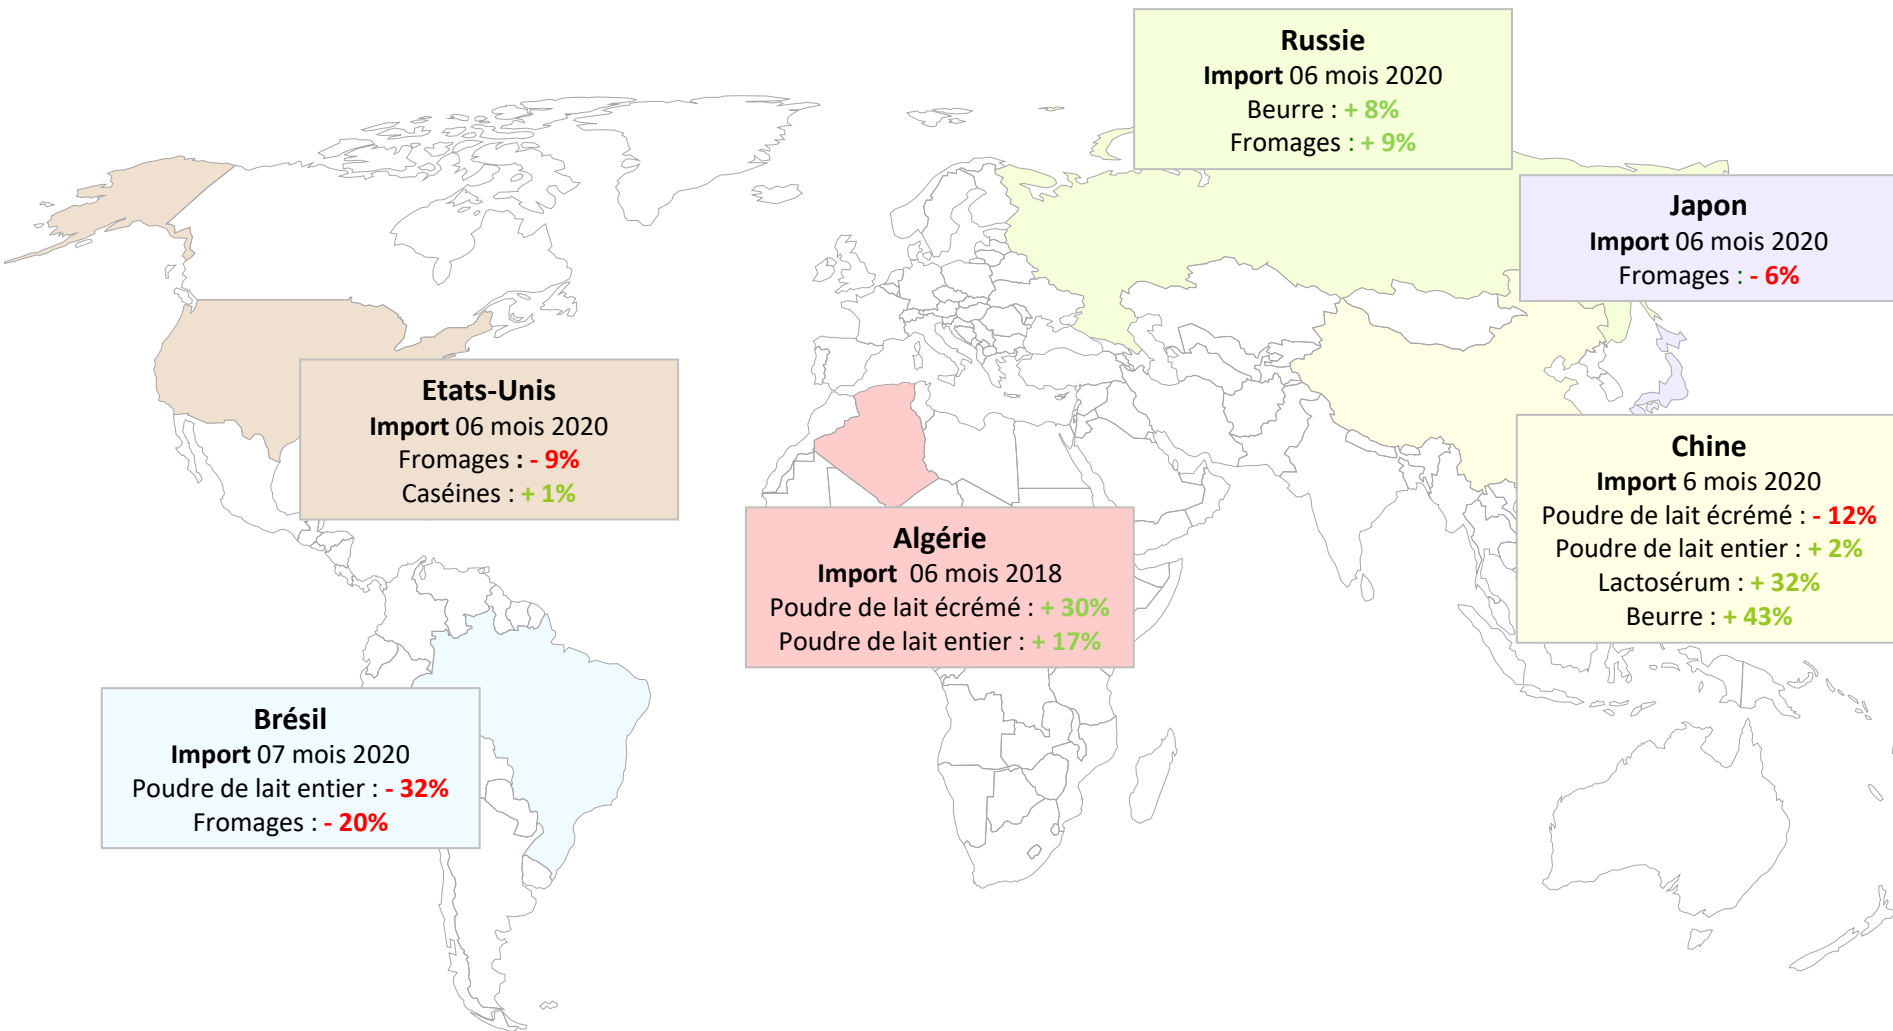 Russie
Import 06 mois 2020
Beurre : + 8%
Fromages : + 9%
Japon
Import 06 mois 2020
Fromages : - 6%
Etats-Unis
Import 06 mois 2020
Fromages : - 9%
Caséines : + 1%
Chine
Import 6 mois 2020
Poudre de lait écrémé : - 12%
Poudre de lait entier : + 2%
Lactosérum : + 32%
Beurre : + 43%
Algérie
Import 06 mois 2018
Poudre de lait écrémé : + 30%
Poudre de lait entier : + 17%
Brésil
Import 07 mois 2020
Poudre de lait entier : - 32%
Fromages : - 20%